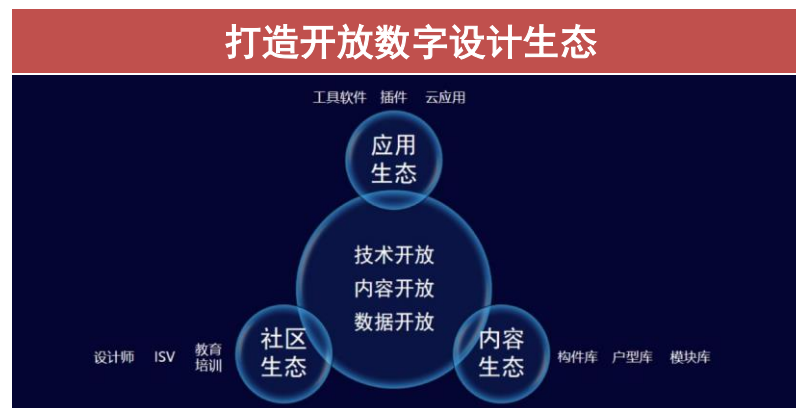 打造开放数字设计生态
工具软件 插件 云应用
应用
生态
技术开放
内容开放
数据开放
设计师 ISV 教育
培训
社区
生态
内容
生态
构件库 户型库 模块库